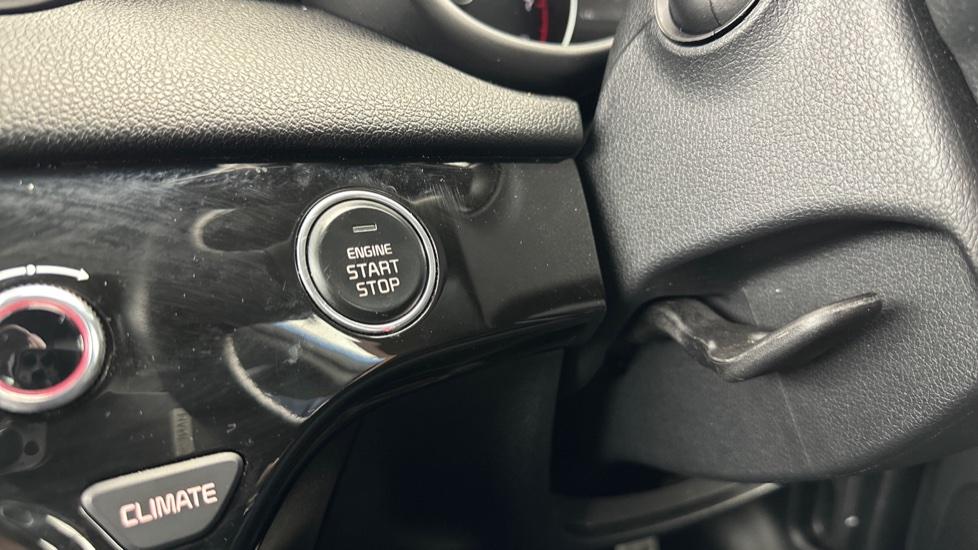 ENGINE
START
STOP
CLIMATE